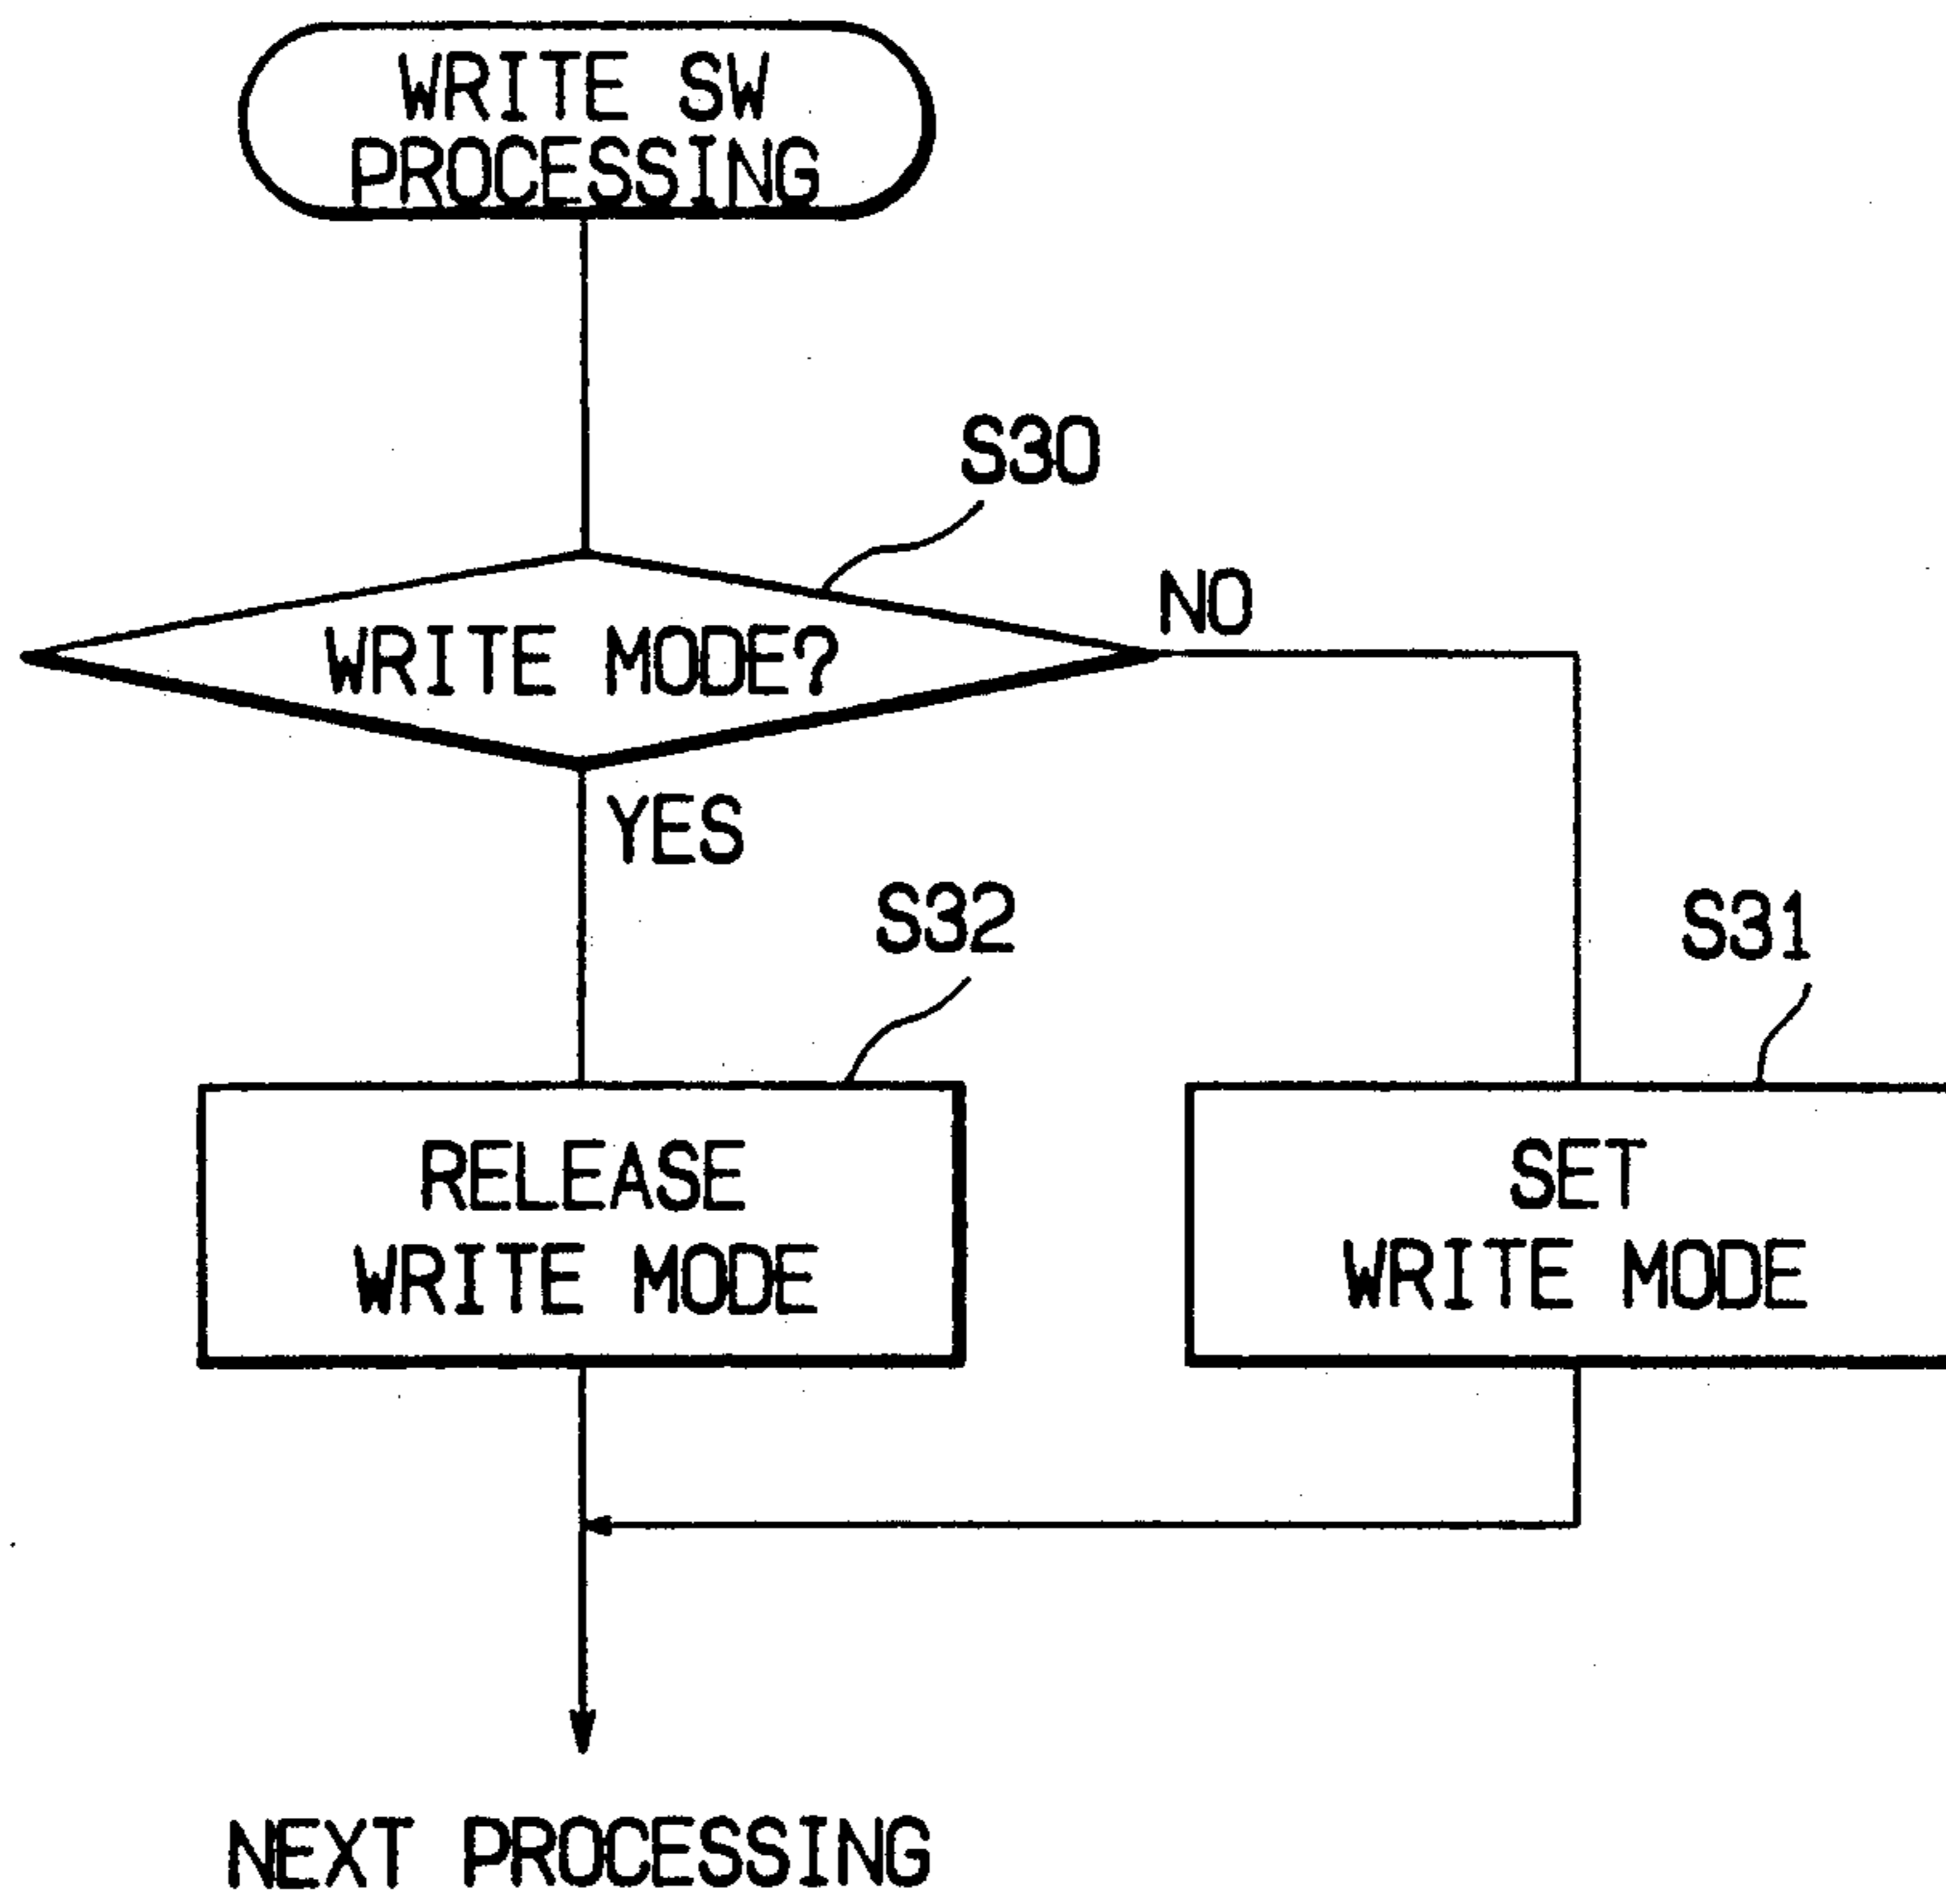 WRITE SW
PROCESSING
S30
NO
WRITE MODE?
YES
S32
S31
RELEASE
WRITE MODE
SET
WRITE MODE
NEXT PROCESSING